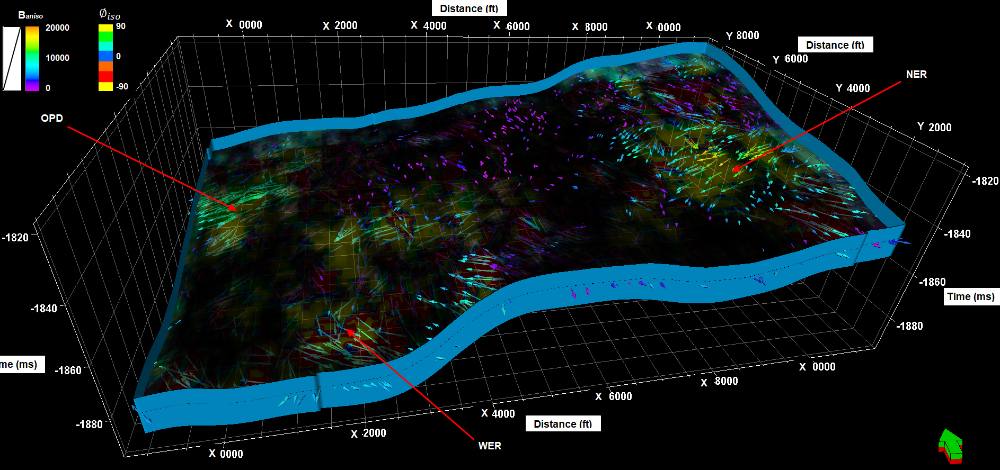 Distance (ft)
B aniso
Ø iso
20000
10000
0
90
0
-90
X 0000
X 2000
X 4000
X 6000
X 8000
X 0000
Y 8000
Y 6000
Y 4000
Y 2000
Distance (ft)
NER
OPD
-1820
-1840
-1860
-1880
Time (ms)
-1820
-1840
-1860
-1880
me (ms)
X 0000
X 2000
X 4000
X 6000
X 8000
X 0000
Distance (ft)
WER